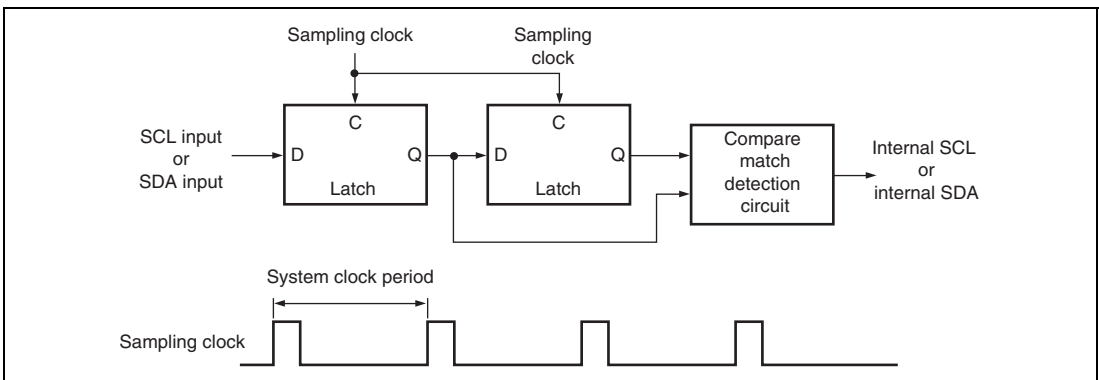 Sampling clock
Sampling
clock
SCL input
or
SDA input
C
D
Q
Latch
C
D
Q
Latch
Compare
match
detection
circuit
Internal SCL
or
internal SDA
System clock period
Sampling clock